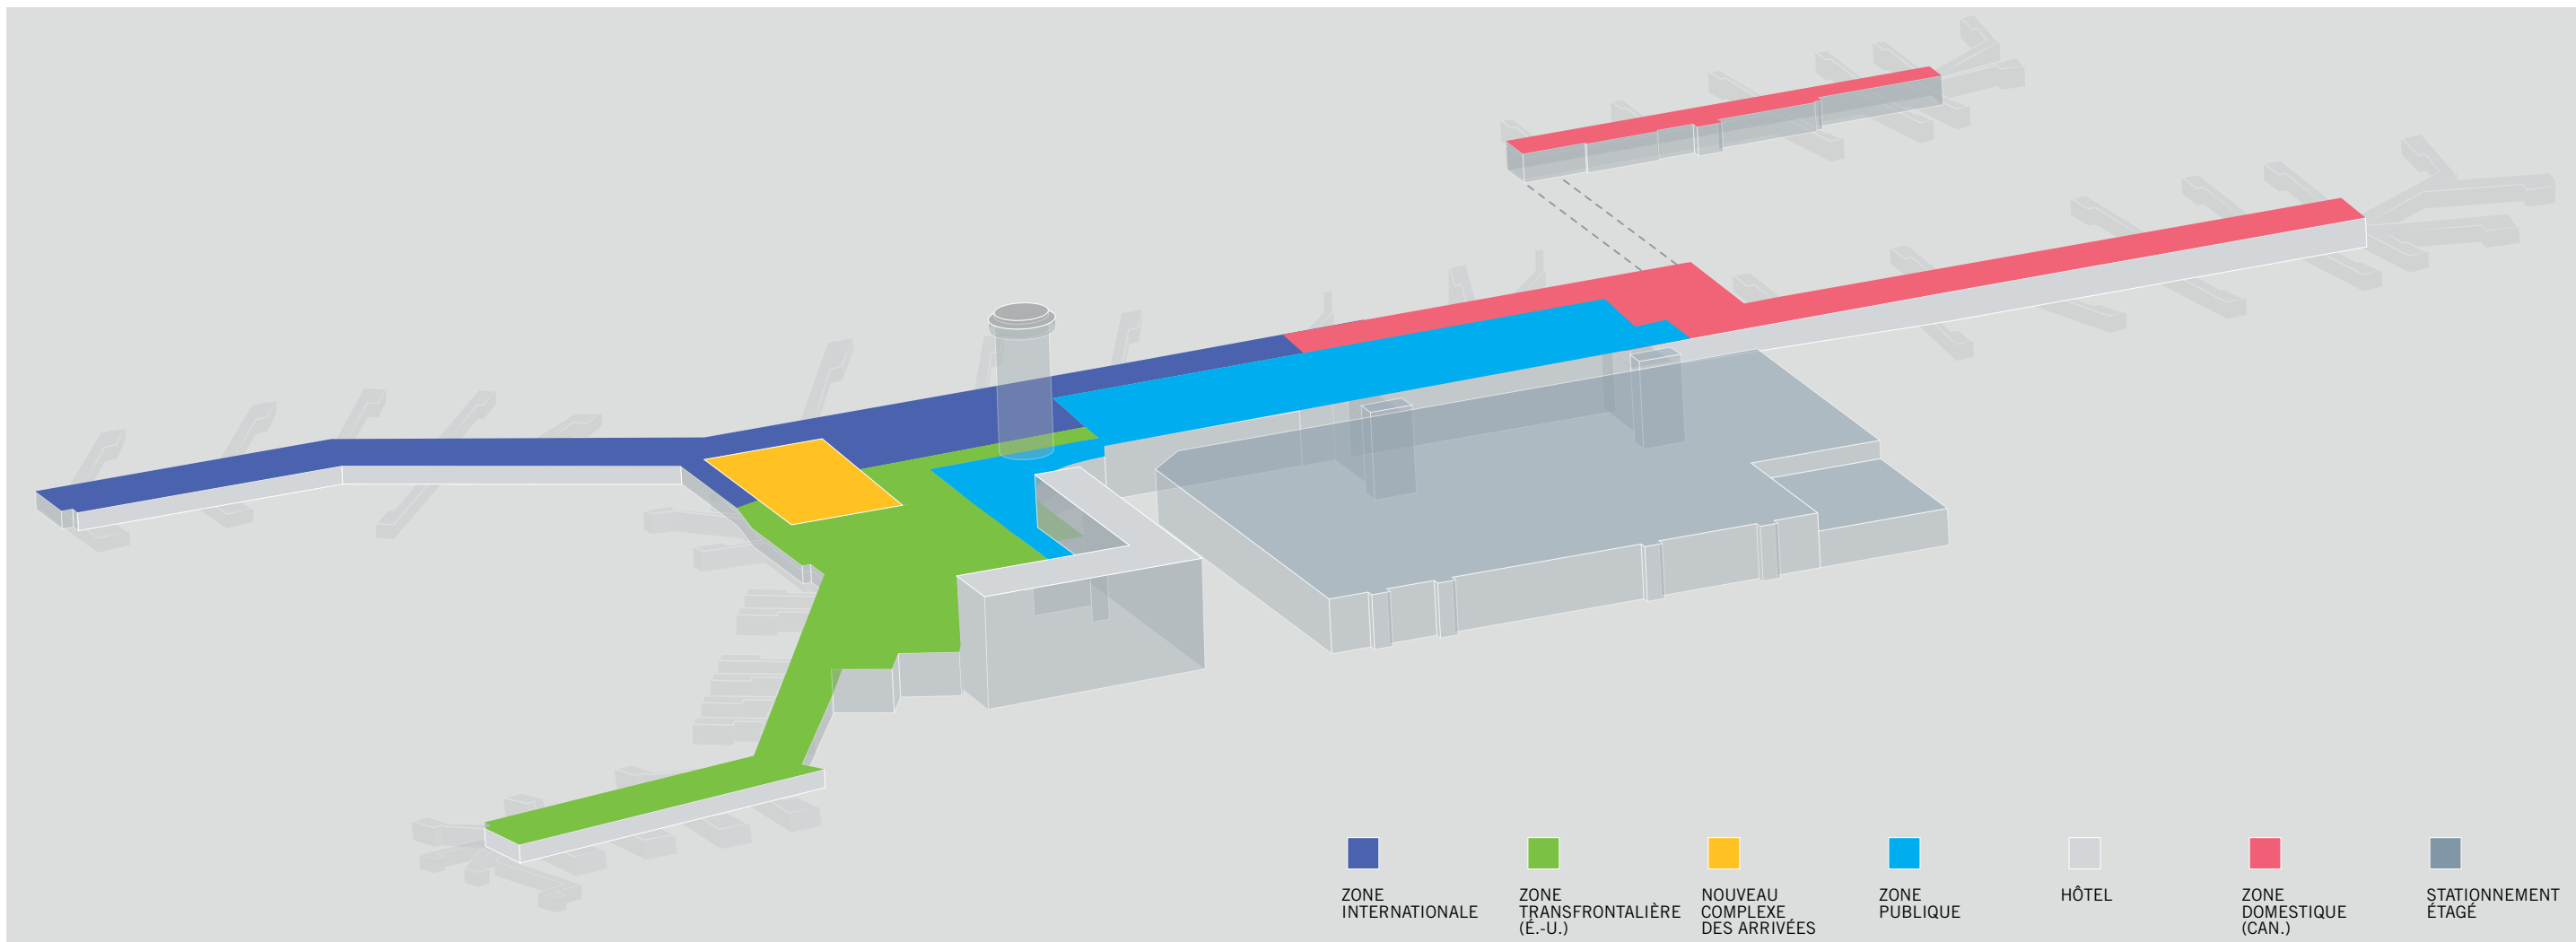 ZONE
INTERNATIONALE
ZONE
TRANSFRONTALIÈRE
(É.-U.)
NOUVEAU
COMPLEXE
DES ARRIVÉES
ZONE
PUBLIQUE
HÔTEL
ZONE
DOMESTIQUE
(CAN.)
STATIONNEMENT
ÉTAGÉ